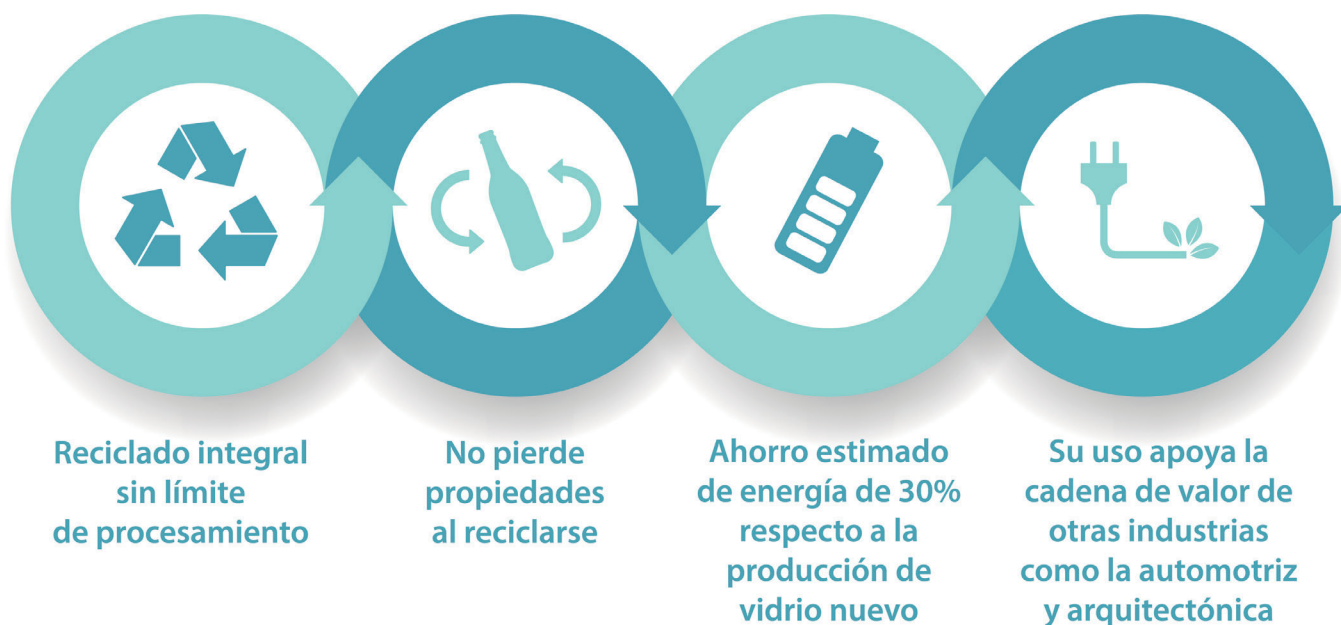 Reciclado integral
sin límite
de procesamiento
No pierde
propiedades
al reciclarse
Ahorro estimado
de energía de 30%
respecto a la
producción de
vidrio nuevo
Su uso apoya la
cadena de valor de
otras industrias
como la automotriz
y arquitectónica